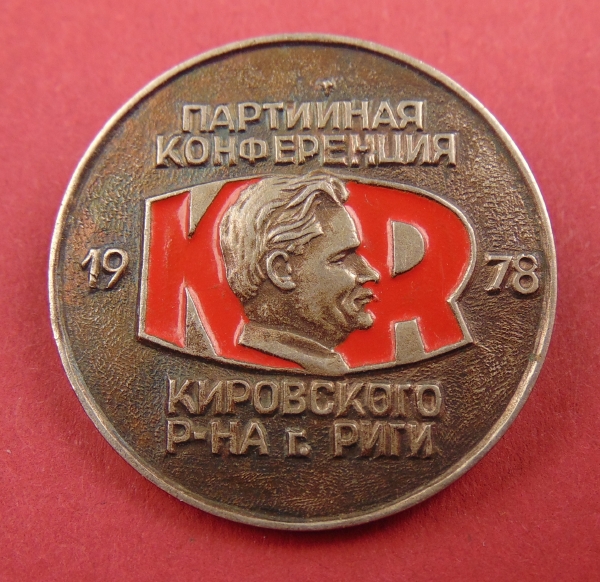 ПАРТИЙНАЯ
КОНФЕРЕНЦИЯ
KR
19 78
КИРОВСКОГО
Р-НА г. РИГИ